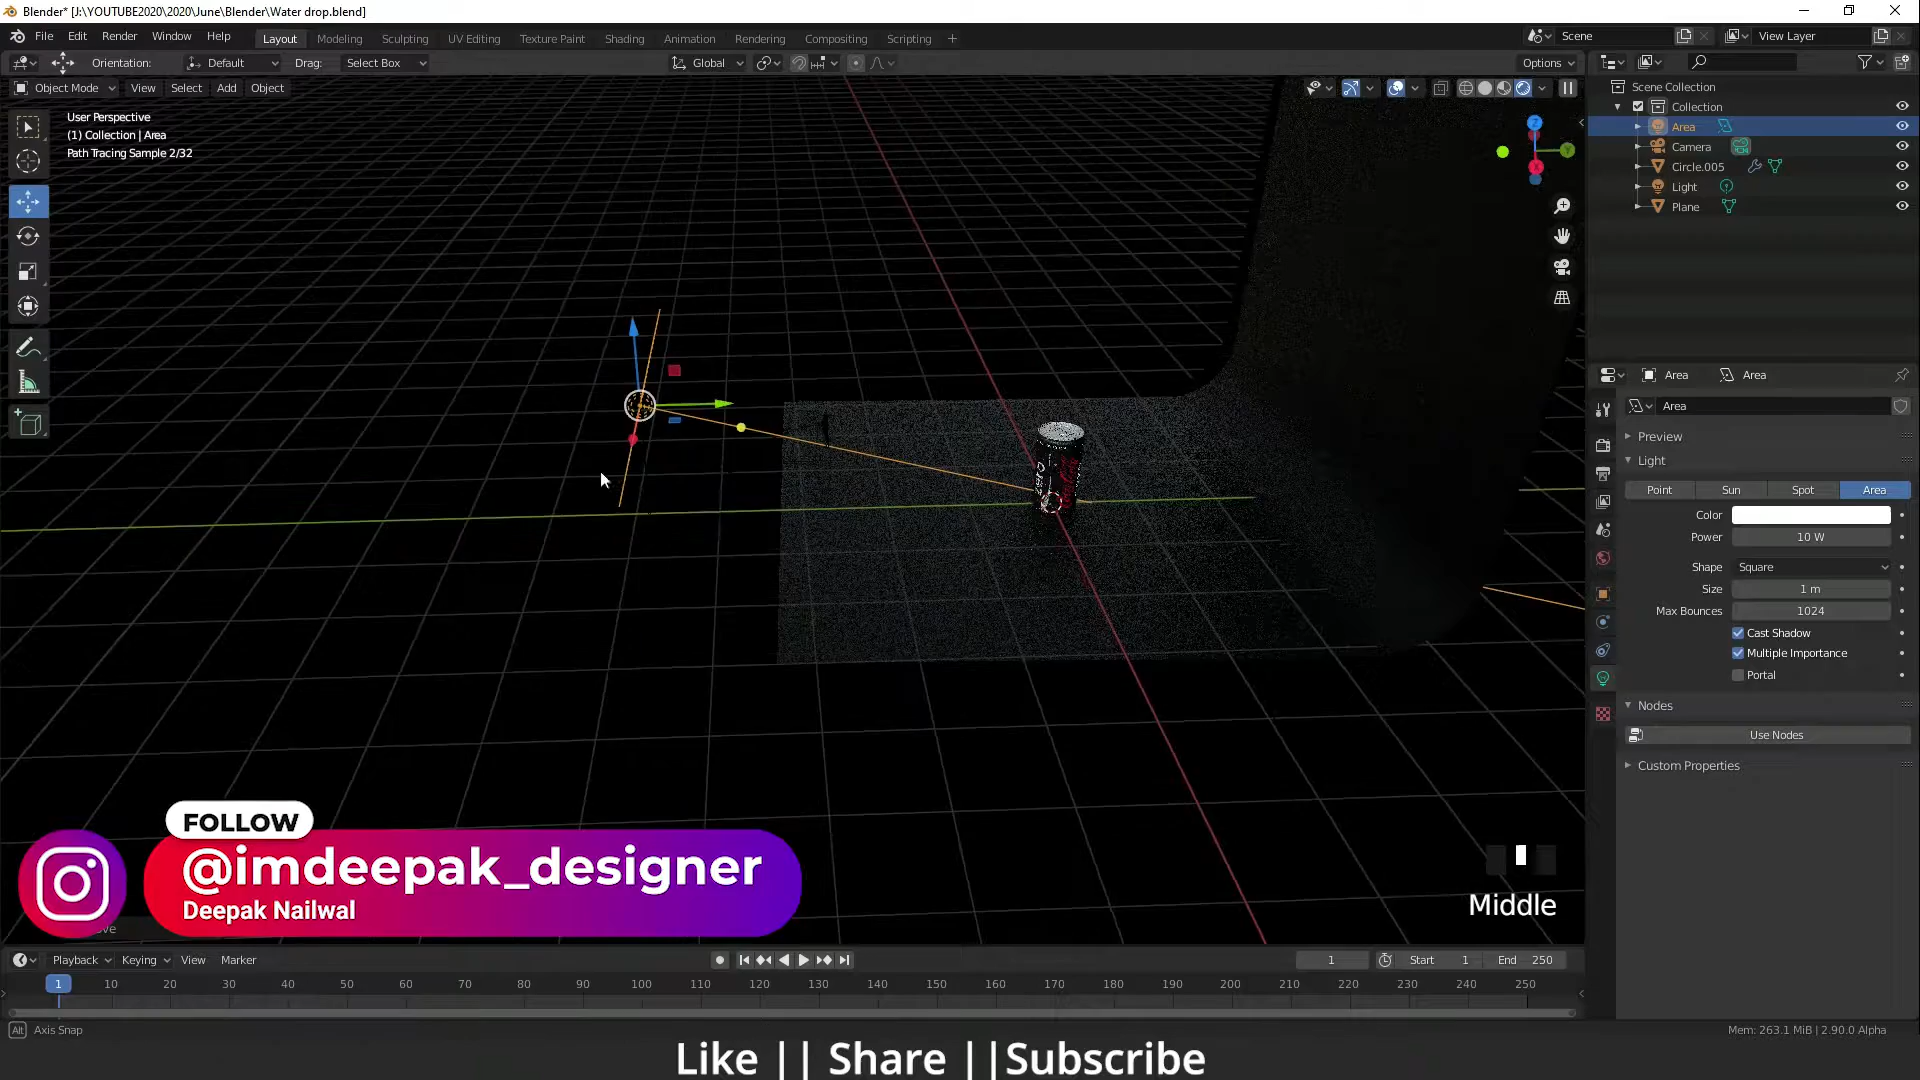 Blender* [J:\YOUTUBE2020\2020\June\Blender\Water drop.blend]
File Edit Render Window Help Layout Modeling Sculpting UV Editing Texture Paint Shading Animation Rendering Compositing Scripting + Scene View Layer
Orientation: Default Drag: Select Box Global Options
Object Mode View Select Add Object
User Perspective
(1) Collection | Area
Path Tracing Sample 2/32
Scene Collection
Collection
Area
Camera
Circle.005
Light
Plane
Area Area
Area
Preview
Light
Point Sun Spot Area
Color
Power 10 W
Shape Square
Size 1 m
Max Bounces 1024
Cast Shadow
Multiple Importance
Portal
Nodes
Use Nodes
Custom Properties
FOLLOW
@imdeepak_designer
Deepak Nailwal
Middle
Playback Keying View Marker 1 Start 1 End 250
1 10 20 30 40 50 60 70 80 90 100 110 120 130 140 150 160 170 180 190 200 210 220 230 240 250
Alt Axis Snap Mem: 263.1 MiB | 2.90.0 Alpha
Like || Share ||Subscribe